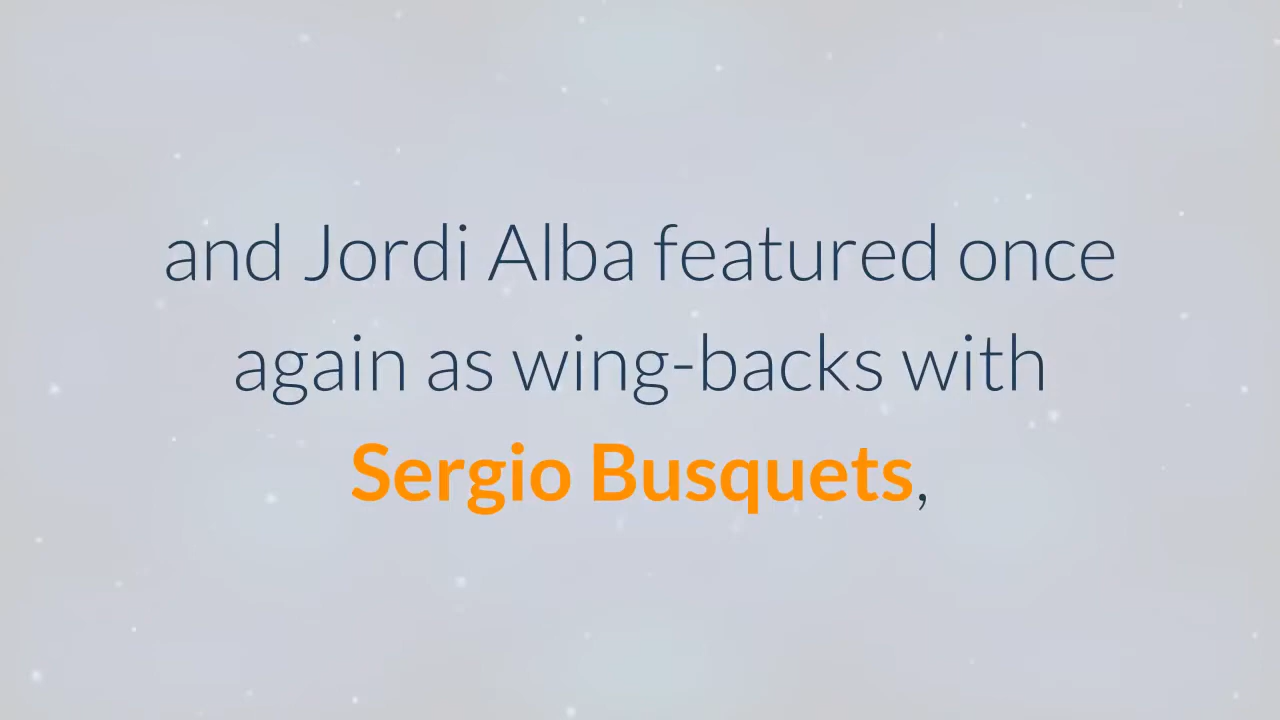 and Jordi Alba featured once
again as wing-backs with
Sergio Busquets,